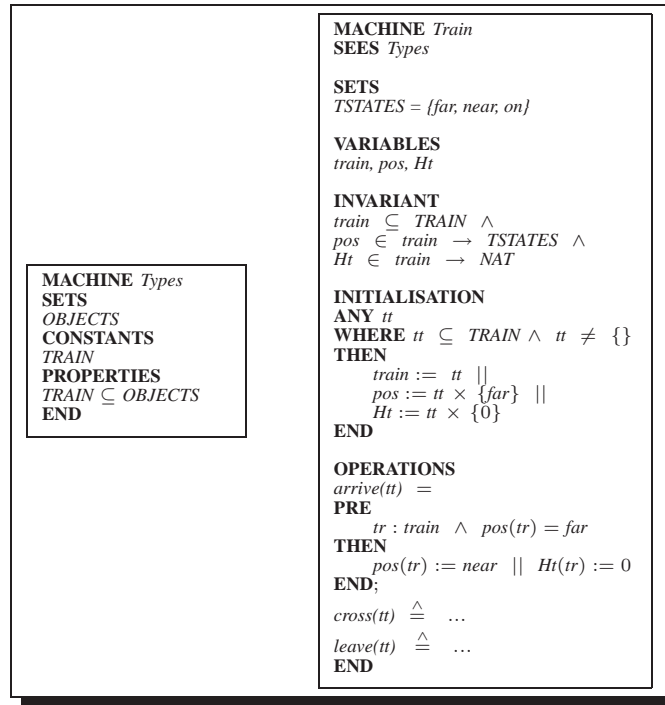 MACHINE Types
SETS
OBJECTS
CONSTANTS
TRAIN
PROPERTIES
TRAIN ⊆ OBJECTS
END
MACHINE Train
SEES Types
SETS
TSTATES = {far, near, on}
VARIABLES
train, pos, Ht
INVARIANT
train ⊆ TRAIN ∧
pos ∈ train → TSTATES ∧
Ht ∈ train → NAT
INITIALISATION
ANY tt
WHERE tt ⊆ TRAIN ∧ tt ≠ {}
THEN
train := tt ||
pos := tt × {far} ||
Ht := tt × {0}
END
OPERATIONS
arrive(tt) =
PRE
tr : train ∧ pos(tr) = far
THEN
pos(tr) := near || Ht(tr) := 0
END;
cross(tt) ≙ ...
leave(tt) ≙ ...
END